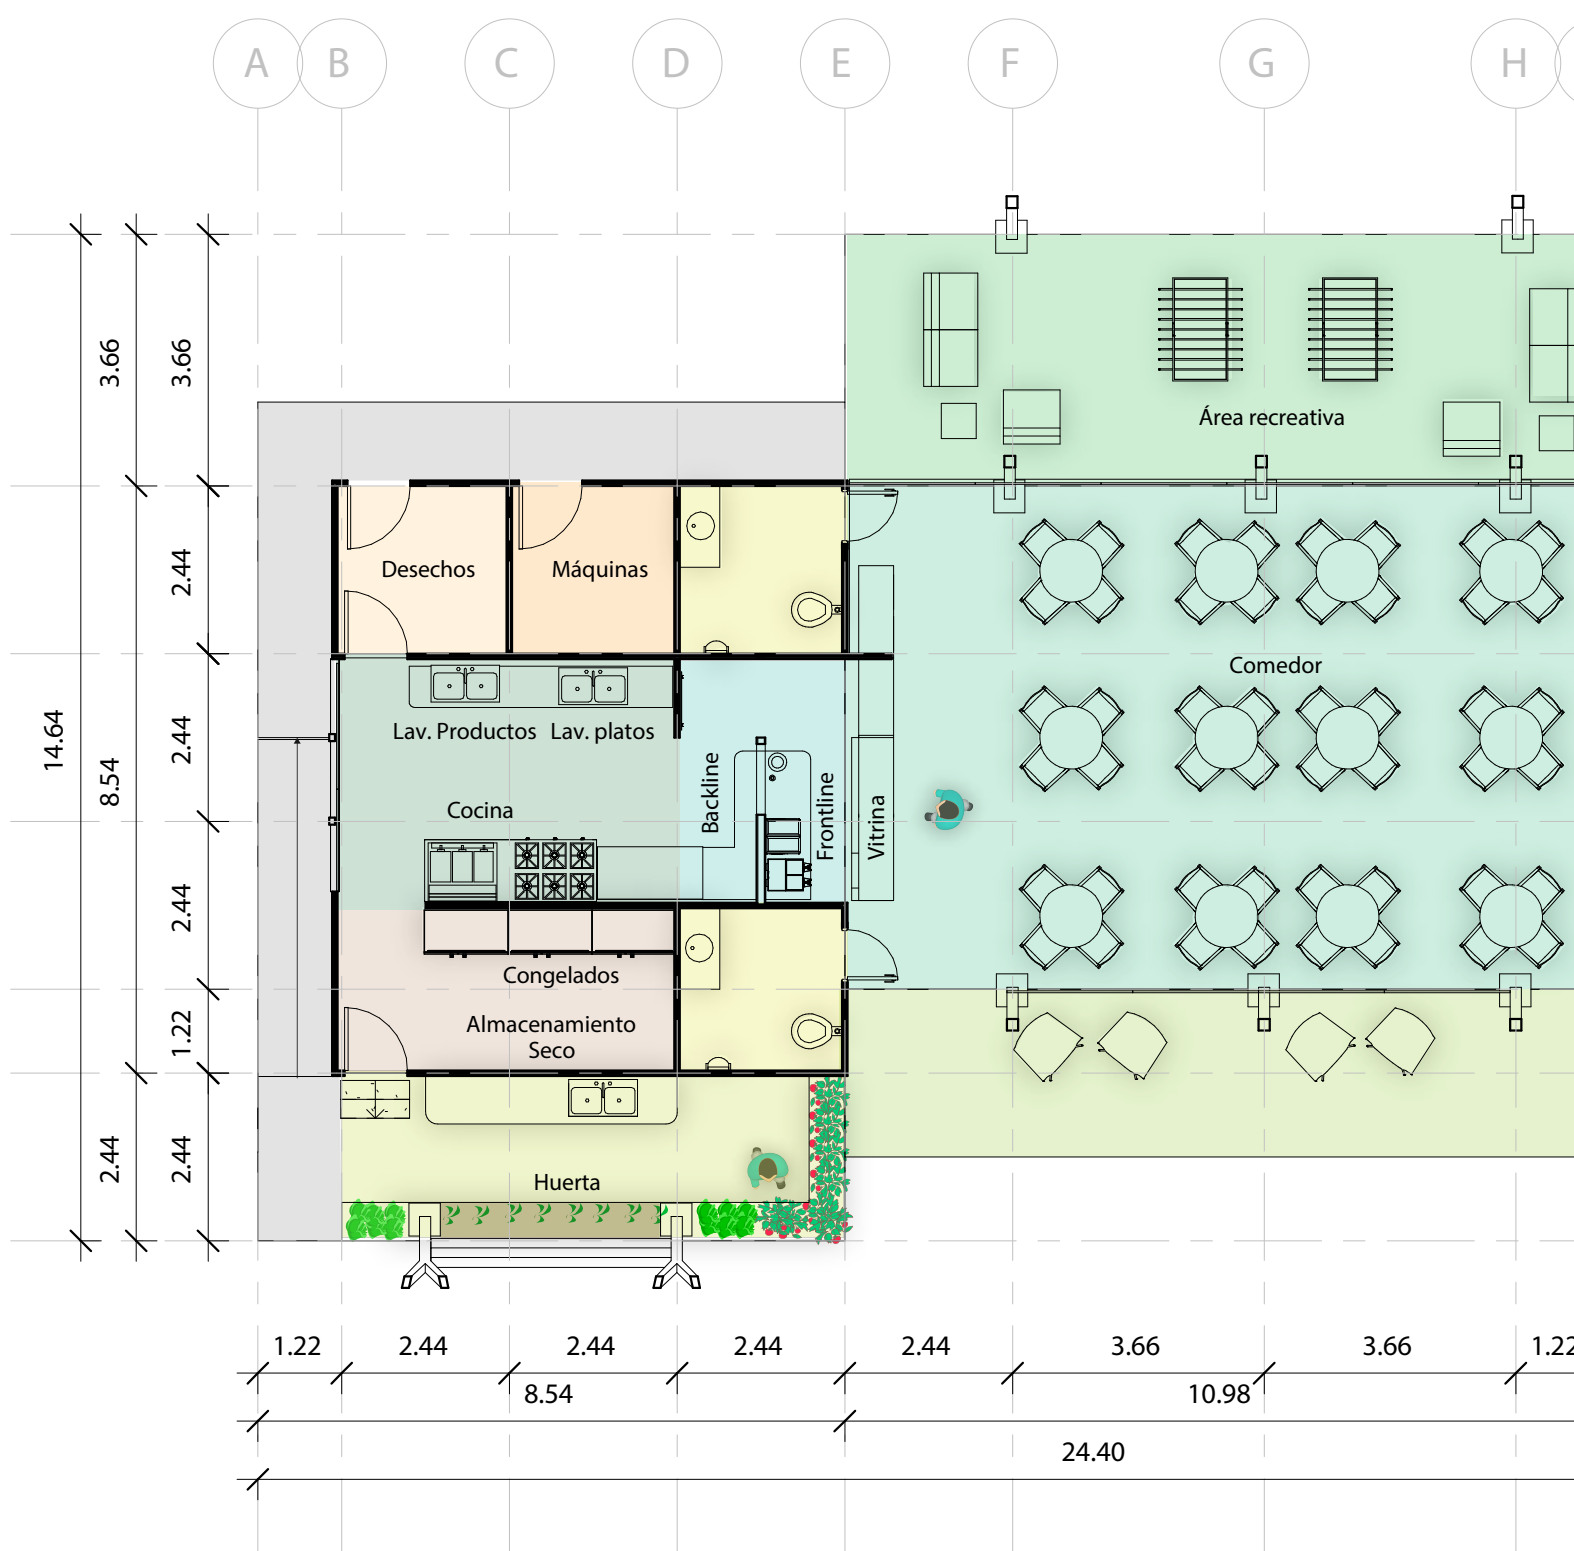 A
B
C
D
E
F
G
H
3.66
3.66
Área recreativa
2.44
Desechos
Máquinas
Comedor
14.64
8.54
2.44
Lav. Productos
Lav. platos
Cocina
Backline
Frontline
Vitrina
2.44
Congelados
1.22
Almacenamiento
Seco
2.44
2.44
Huerta
1.22
2.44
2.44
2.44
2.44
3.66
3.66
1.22
8.54
10.98
24.40